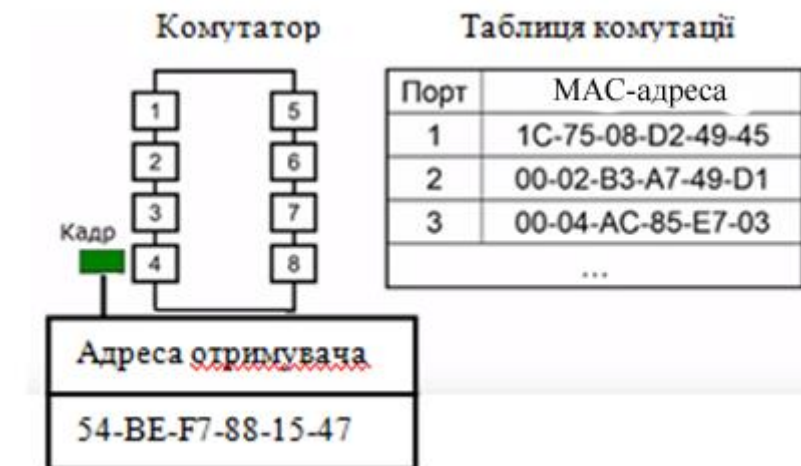 Комутатор
Таблиця комутації
1
2
3
4
5
6
7
8
Кадр
Порт MAC-адреса
1 1C-75-08-D2-49-45
2 00-02-B3-A7-49-D1
3 00-04-AC-85-E7-03
...
Адреса отримувача
54-BE-F7-88-15-47